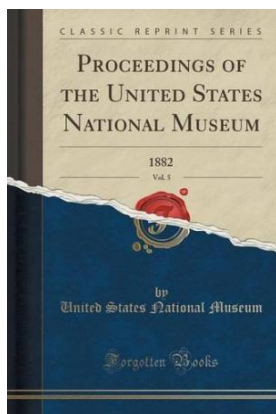 CLASSIC REPRINT SERIES
PROCEEDINGS OF
THE UNITED STATES
NATIONAL MUSEUM
1882
Vol. 5
by
United States National Museum
Forgotten Books